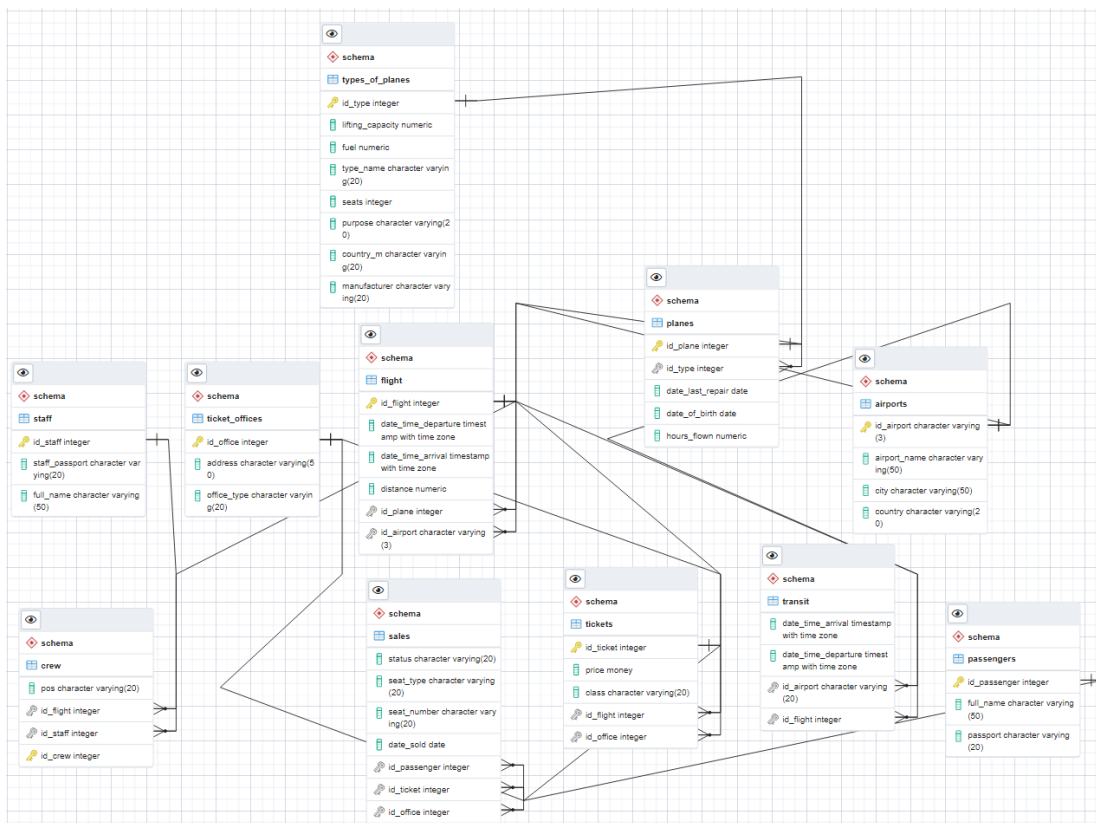 schema
types_of_planes
id_type integer
lifting_capacity numeric
fuel numeric
type_name character varyin
g(20)
seats integer
purpose character varying(2
0)
country_m character varyin
g(20)
manufacturer character vary
ing(20)
schema
planes
id_plane integer
id_type integer
date_last_repair date
date_of_birth date
hours_flown numeric
schema
flight
id_flight integer
date_time_departure timest
amp with time zone
date_time_arrival timestamp
with time zone
distance numeric
id_plane integer
id_airport character varying
(3)
schema
airports
id_airport character varying
(3)
airport_name character var
ying(50)
city character varying(50)
country character varying(2
0)
schema
staff
id_staff integer
staff_passport character var
ying(20)
full_name character varying
(50)
schema
ticket_offices
id_office integer
address character varying(5
0)
office_type character varyin
g(20)
schema
transit
date_time_arrival timestamp
with time zone
date_time_departure timest
amp with time zone
id_airport character varying
(20)
id_flight integer
schema
tickets
id_ticket integer
price money
class character varying(20)
id_flight integer
id_office integer
schema
sales
status character varying(20)
seat_type character varying
(20)
seat_number character vary
ing(20)
date_sold date
id_passenger integer
id_ticket integer
id_office integer
schema
passengers
id_passenger integer
full_name character varying
(50)
passport character varying
(20)
schema
crew
pos character varying(20)
id_flight integer
id_staff integer
id_crew integer